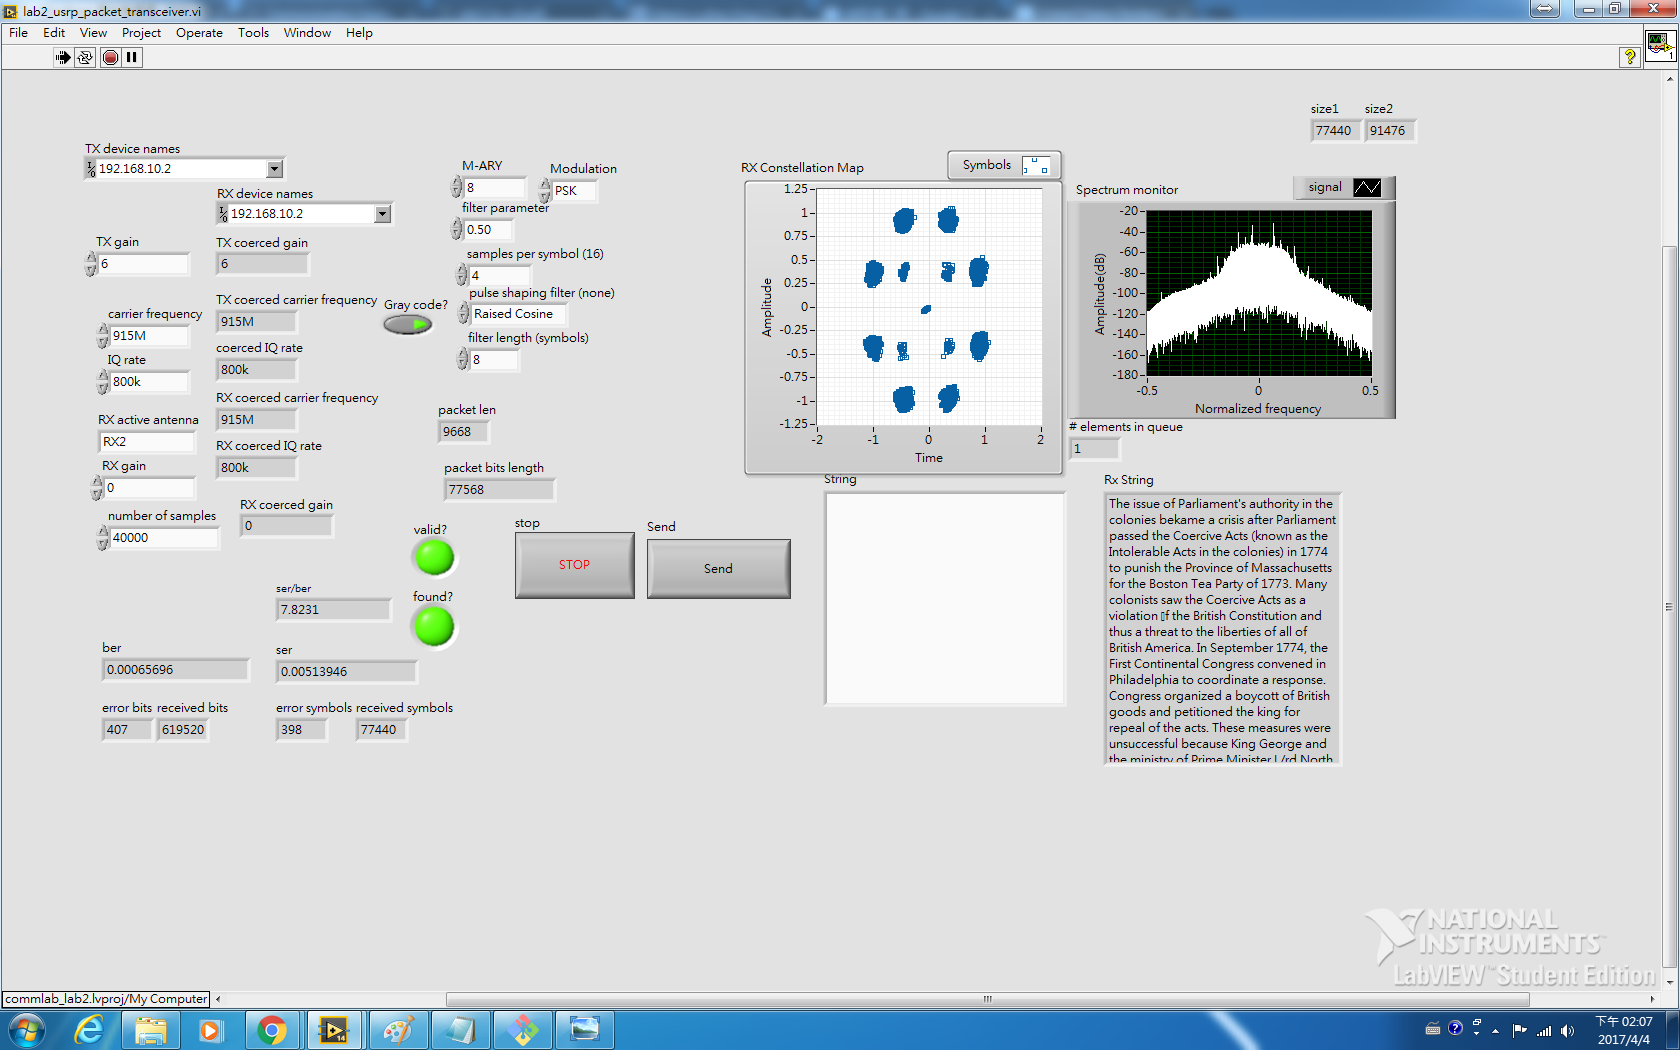 lab2_usrp_packet_transceiver.vi
File Edit View Project Operate Tools Window Help
size1 size2
77440 91476
TX device names
192.168.10.2
RX device names
192.168.10.2
TX gain
6
TX coerced gain
6
carrier frequency
915M
TX coerced carrier frequency
915M
IQ rate
800k
coerced IQ rate
800k
RX coerced carrier frequency
915M
RX active antenna
RX2
RX coerced IQ rate
800k
RX gain
0
RX coerced gain
0
number of samples
40000
Gray code?
M-ARY
8
Modulation
PSK
filter parameter
0.50
samples per symbol (16)
4
pulse shaping filter (none)
Raised Cosine
filter length (symbols)
8
packet len
9668
packet bits length
77568
valid?
found?
stop
STOP
Send
Send
ser/ber
7.8231
ber
0.00065696
ser
0.00513946
error bits received bits
407 619520
error symbols received symbols
398 77440
RX Constellation Map
Symbols
1.25
1
0.75
0.5
0.25
0
-0.25
-0.5
-0.75
-1
-1.25
Amplitude
-2 -1 0 1 2
Time
Spectrum monitor
signal
-20
-40
-60
-80
-100
-120
-140
-160
-180
Amplitude(dB)
-0.5 0 0.5
Normalized frequency
# elements in queue
1
String
Rx String
The issue of Parliament's authority in the
colonies bekame a crisis after Parliament
passed the Coercive Acts (known as the
Intolerable Acts in the colonies) in 1774
to punish the Province of Massachusetts
for the Boston Tea Party of 1773. Many
colonists saw the Coercive Acts as a
violation ▯f the British Constitution and
thus a threat to the liberties of all of
British America. In September 1774, the
First Continental Congress convened in
Philadelphia to coordinate a response.
Congress organized a boycott of British
goods and petitioned the king for
repeal of the acts. These measures were
unsuccessful because King George and
the ministry of Prime Minister L/rd North
NATIONAL
INSTRUMENTS™
LabVIEW™ Student Edition
commlab_lab2.lvproj/My Computer
14
下午 02:07
2017/4/4